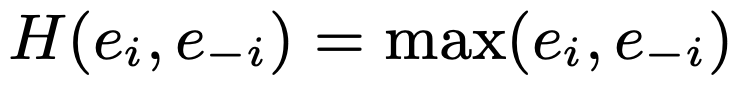 H(e_i, e_{-i}) = max(e_i, e_{-i})